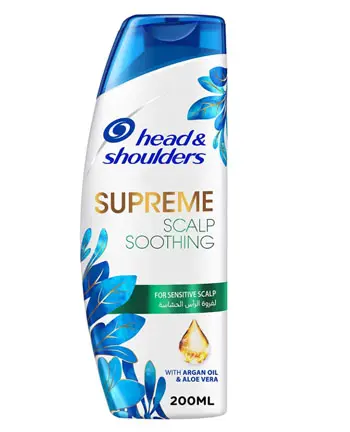 head &
shoulders
SUPREME
SCALP
SOOTHING
FOR SENSITIVE SCALP
لفروة الرأس الحساسة
WITH ARGAN OIL
& ALOE VERA
200ML